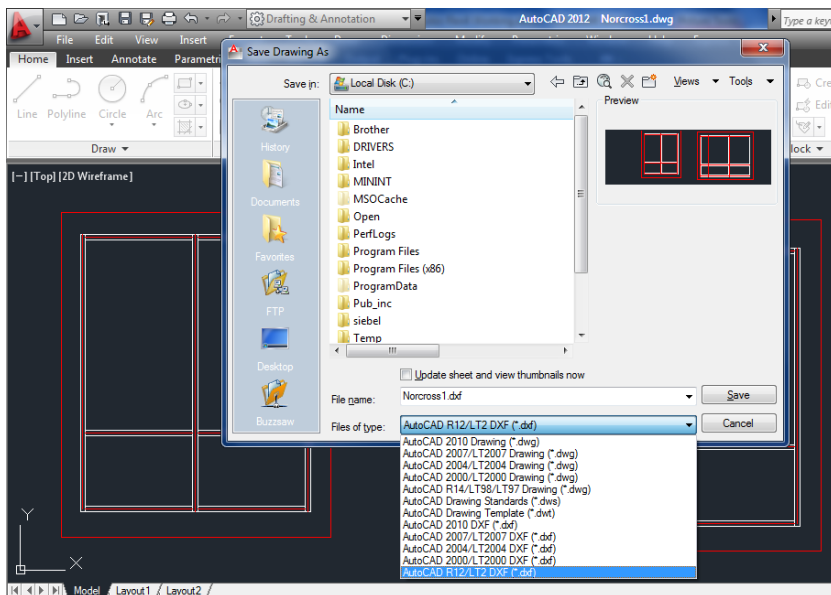 Drafting & Annotation
AutoCAD 2012 Norcross1.dwg
Type a key
File Edit View Insert
Home Insert Annotate Parametri
Line Polyline Circle Arc
Draw
Cre
Edit
lock
[−] [Top] [2D Wireframe]
Save Drawing As
Save in: Local Disk (C:)
Views Tools
Name
Preview
History
Documents
Favorites
FTP
Desktop
Buzzsaw
Brother
DRIVERS
Intel
MININT
MSOCache
Open
PerfLogs
Program Files
Program Files (x86)
ProgramData
Pub_inc
siebel
Temp
Update sheet and view thumbnails now
File name: Norcross1.dxf Save
Files of type: AutoCAD R12/LT2 DXF (*.dxf) Cancel
AutoCAD 2010 Drawing (*.dwg)
AutoCAD 2007/LT2007 Drawing (*.dwg)
AutoCAD 2004/LT2004 Drawing (*.dwg)
AutoCAD 2000/LT2000 Drawing (*.dwg)
AutoCAD R14/LT98/LT97 Drawing (*.dwg)
AutoCAD Drawing Standards (*.dws)
AutoCAD Drawing Template (*.dwt)
AutoCAD 2010 DXF (*.dxf)
AutoCAD 2007/LT2007 DXF (*.dxf)
AutoCAD 2004/LT2004 DXF (*.dxf)
AutoCAD 2000/LT2000 DXF (*.dxf)
AutoCAD R12/LT2 DXF (*.dxf)
Y
X
Model Layout1 Layout2